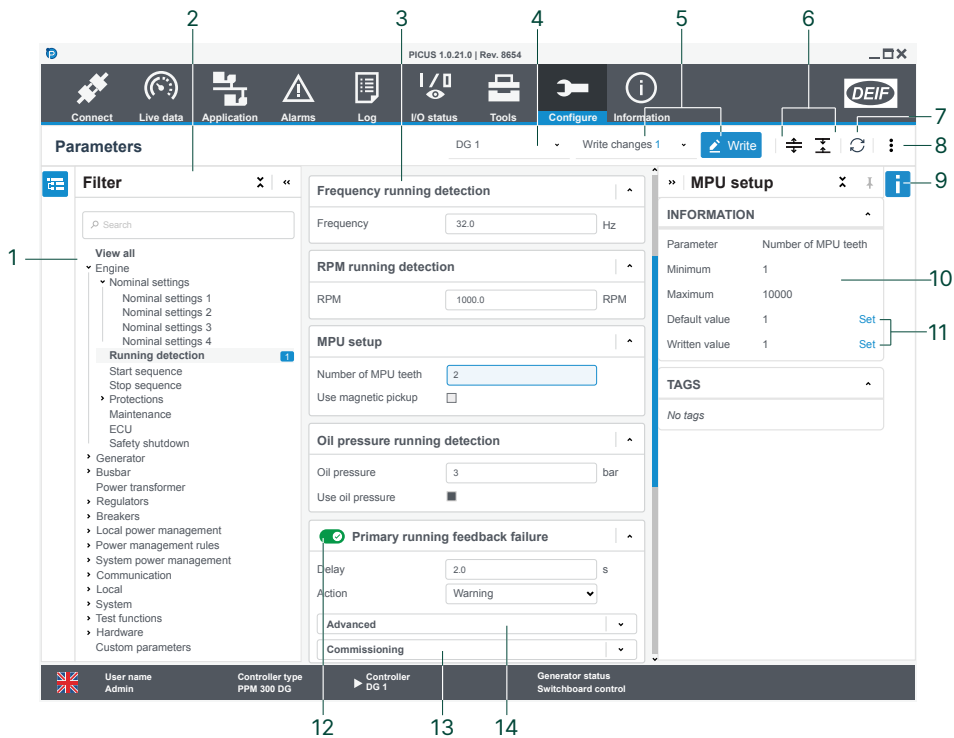 2 3 4 5 6
PICUS 1.0.21.0 | Rev. 8654
Connect Live data Application Alarms Log I/O status Tools Configure Information
DEIF
7
Parameters DG 1 Write changes 1 Write
8
Filter
9
Search
1
View all
Engine
Nominal settings
Nominal settings 1
Nominal settings 2
Nominal settings 3
Nominal settings 4
Running detection 1
Start sequence
Stop sequence
Protections
Maintenance
ECU
Safety shutdown
Generator
Busbar
Power transformer
Regulators
Breakers
Local power management
Power management rules
System power management
Communication
Local
System
Test functions
Hardware
Custom parameters
Frequency running detection
Frequency 32.0 Hz
RPM running detection
RPM 1000.0 RPM
MPU setup
Number of MPU teeth 2
Use magnetic pickup
Oil pressure running detection
Oil pressure 3 bar
Use oil pressure
Primary running feedback failure
Delay 2.0 s
Action Warning
Advanced
Commissioning
MPU setup
INFORMATION
Parameter Number of MPU teeth
Minimum 1
Maximum 10000
10
Default value 1 Set
11
Written value 1 Set
TAGS
No tags
User name Controller type Controller Generator status
Admin PPM 300 DG DG 1 Switchboard control
12 13 14